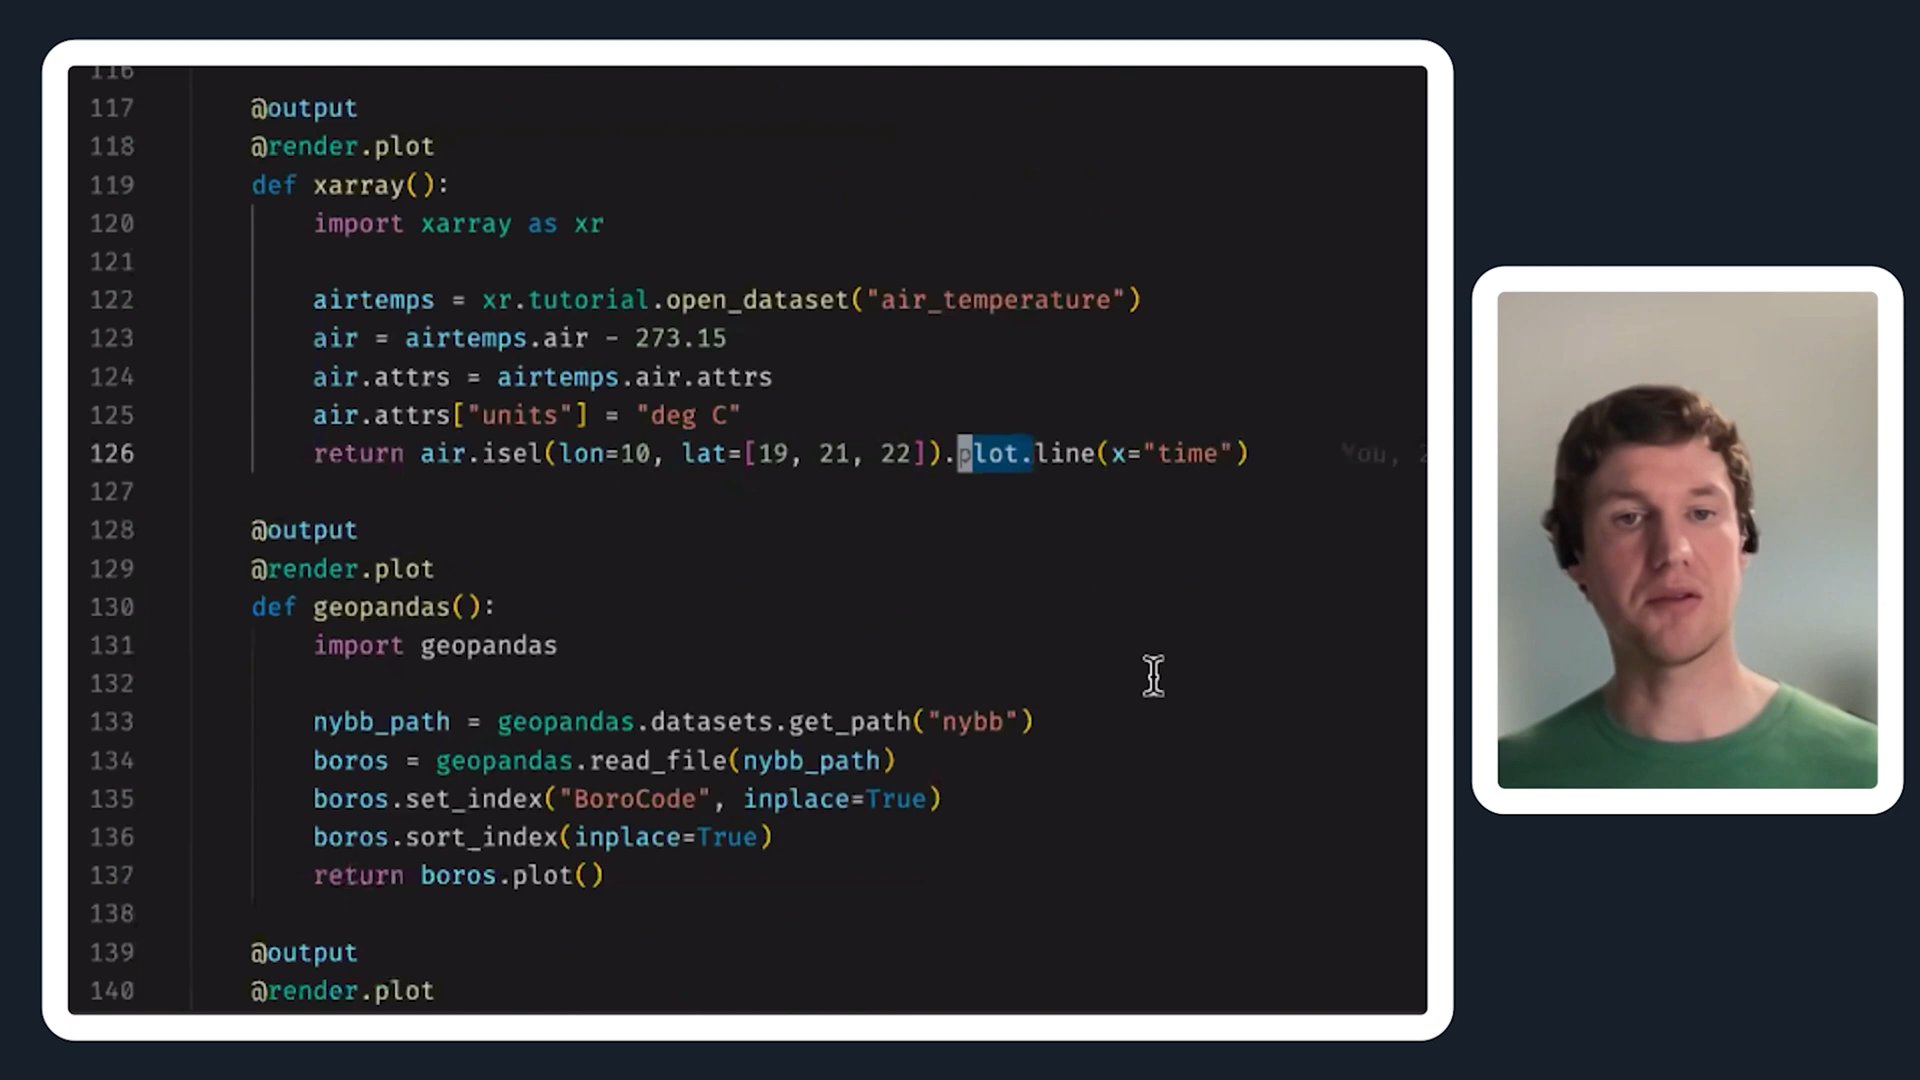 116
117 @output
118 @render.plot
119 def xarray():
120 import xarray as xr
121
122 airtemps = xr.tutorial.open_dataset("air_temperature")
123 air = airtemps.air - 273.15
124 air.attrs = airtemps.air.attrs
125 air.attrs["units"] = "deg C"
126 return air.isel(lon=10, lat=[19, 21, 22]).plot.line(x="time") You, 2
127
128 @output
129 @render.plot
130 def geopandas():
131 import geopandas
132
133 nybb_path = geopandas.datasets.get_path("nybb")
134 boros = geopandas.read_file(nybb_path)
135 boros.set_index("BoroCode", inplace=True)
136 boros.sort_index(inplace=True)
137 return boros.plot()
138
139 @output
140 @render.plot